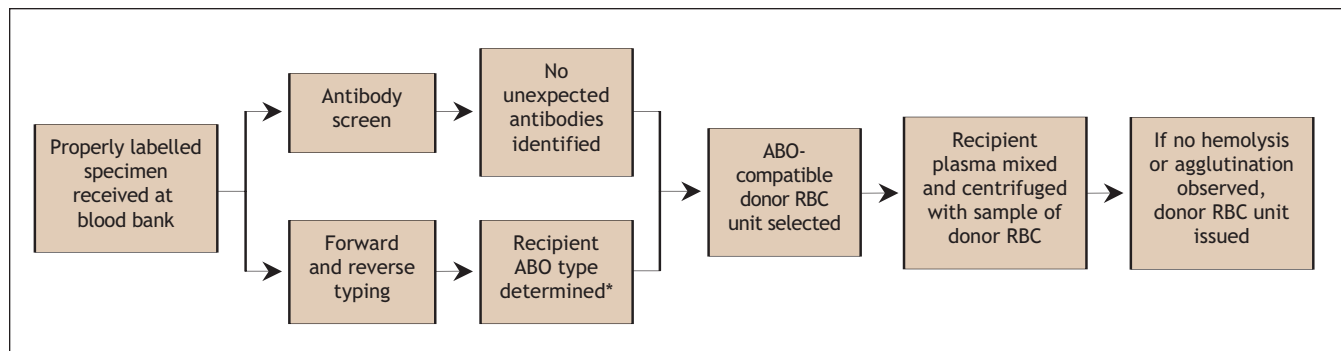 Properly labelled
specimen
received at
blood bank
Antibody
screen
No
unexpected
antibodies
identified
Forward
and reverse
typing
Recipient
ABO type
determined*
ABO-
compatible
donor RBC
unit selected
Recipient
plasma mixed
and centrifuged
with sample of
donor RBC
If no hemolysis
or agglutination
observed,
donor RBC unit
issued